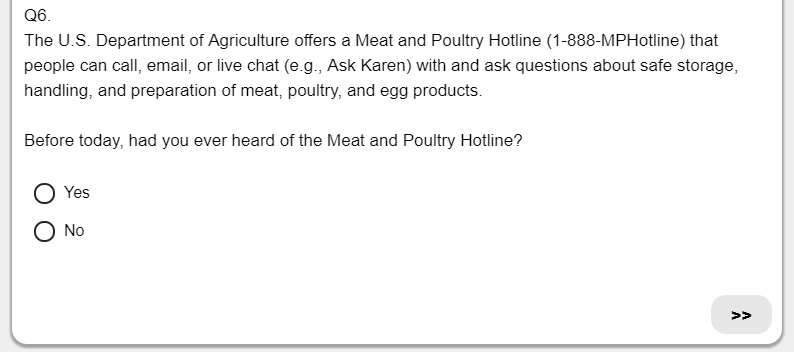 Q6.
The U.S. Department of Agriculture offers a Meat and Poultry Hotline (1-888-MPHotline) that
people can call, email, or live chat (e.g., Ask Karen) with and ask questions about safe storage,
handling, and preparation of meat, poultry, and egg products.
Before today, had you ever heard of the Meat and Poultry Hotline?
Yes
No
>>